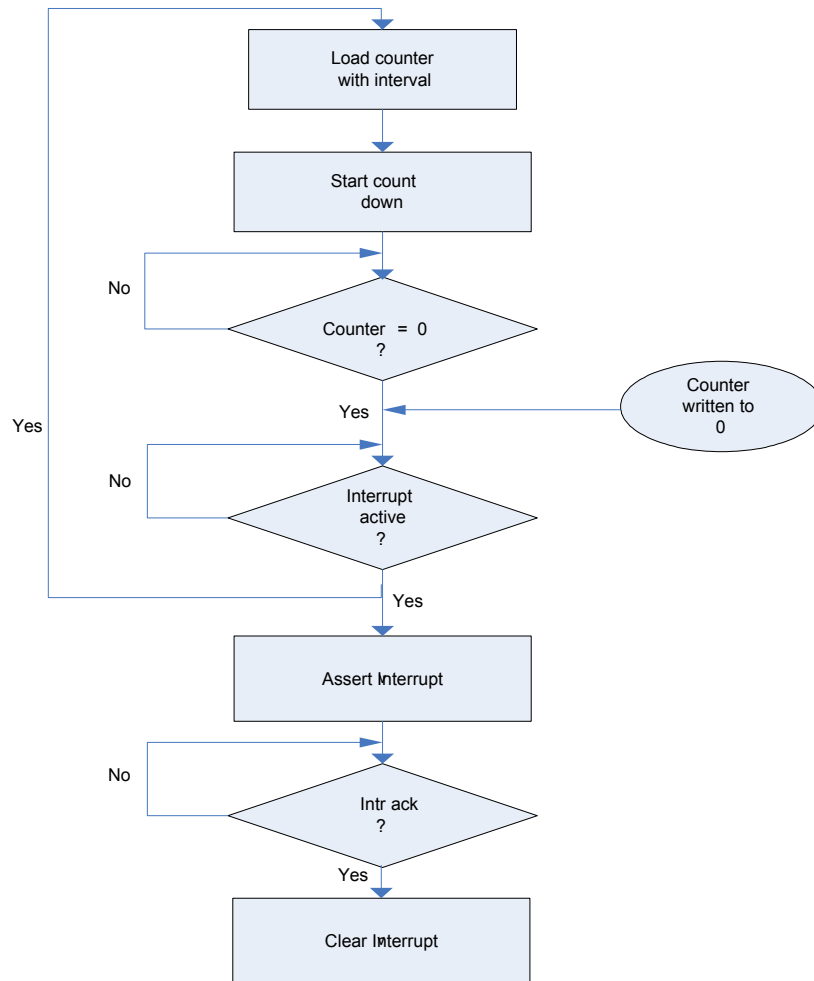 Load counter
with interval
Start count
down
No
Counter = 0
?
Counter
written to
0
Yes
Yes
No
Interrupt
active
?
Yes
Assert Interrupt
No
Intr ack
?
Yes
Clear Interrupt